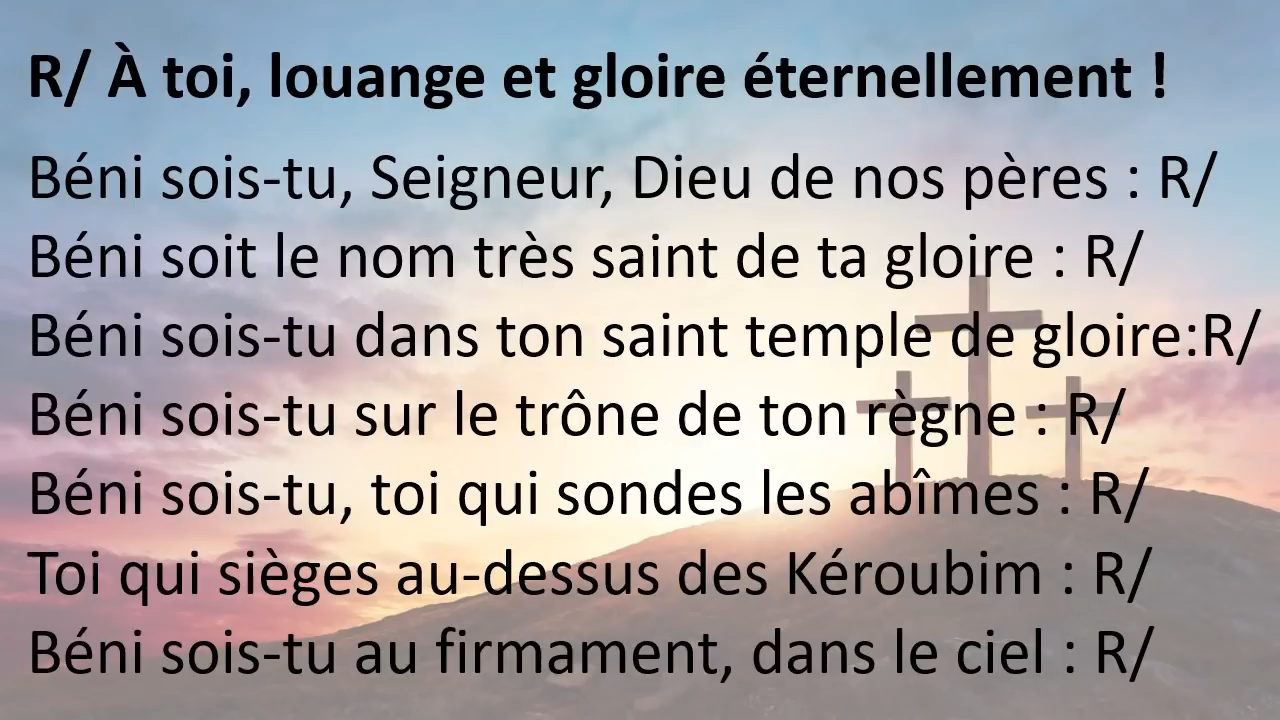 R/ À toi, louange et gloire éternellement !
Béni sois-tu, Seigneur, Dieu de nos pères : R/
Béni soit le nom très saint de ta gloire : R/
Béni sois-tu dans ton saint temple de gloire:R/
Béni sois-tu sur le trône de ton règne : R/
Béni sois-tu, toi qui sondes les abîmes : R/
Toi qui sièges au-dessus des Kéroubim : R/
Béni sois-tu au firmament, dans le ciel : R/